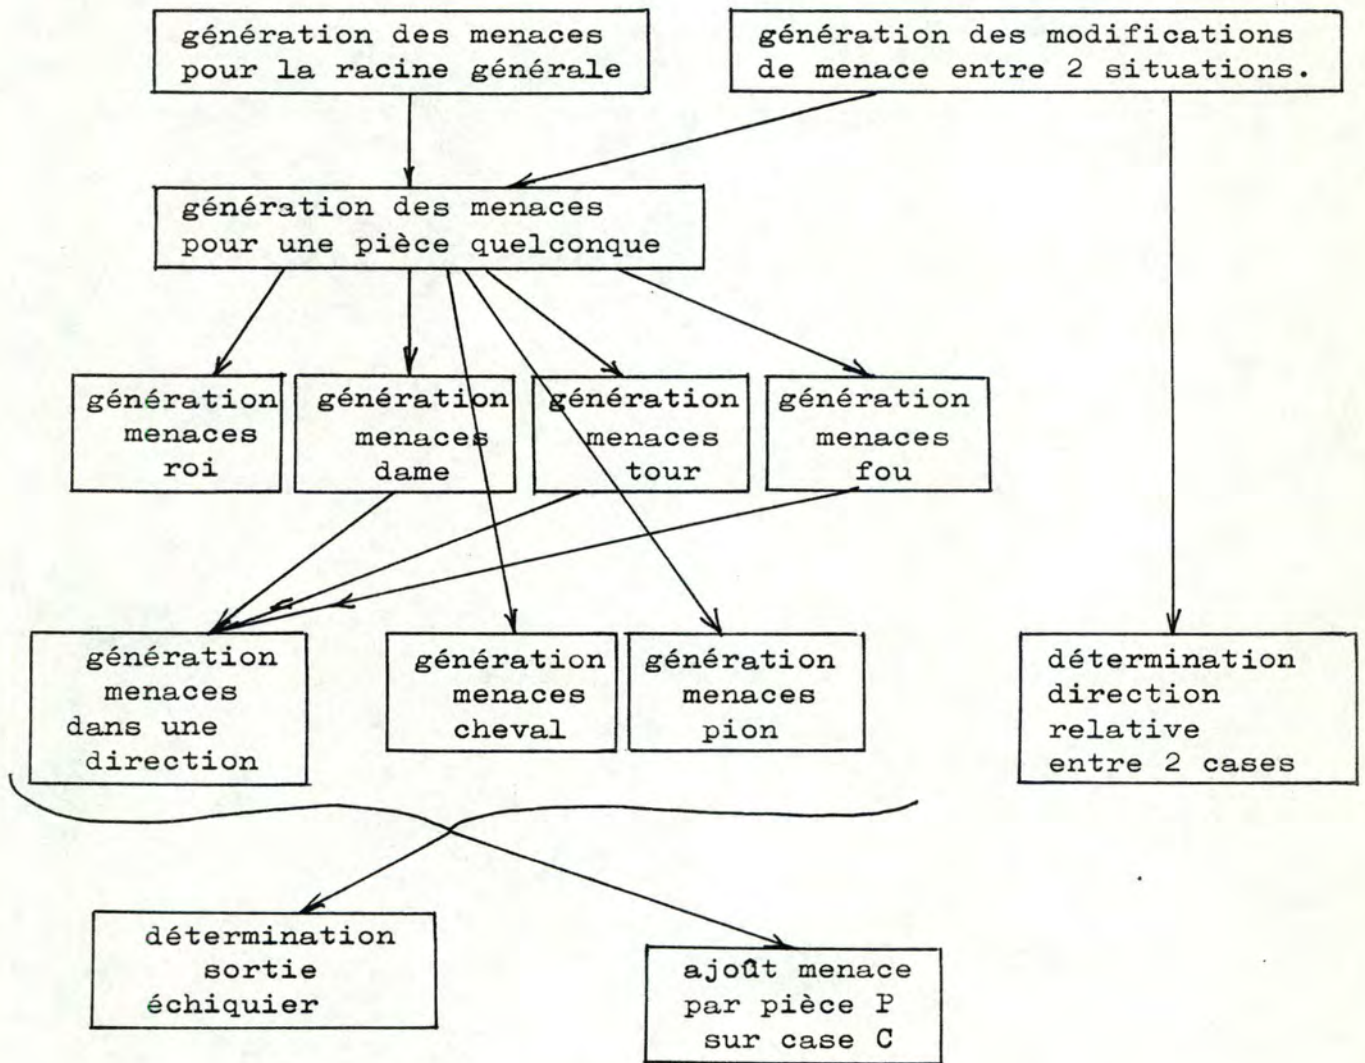 génération des menaces
pour la racine générale
génération des modifications
de menace entre 2 situations.
génération des menaces
pour une pièce quelconque
génération
menaces
roi
génération
menaces
dame
génération
menaces
tour
génération
menaces
fou
génération
menaces
dans une
direction
génération
menaces
cheval
génération
menaces
pion
détermination
direction
relative
entre 2 cases
détermination
sortie
échiquier
ajoût menace
par pièce P
sur case C